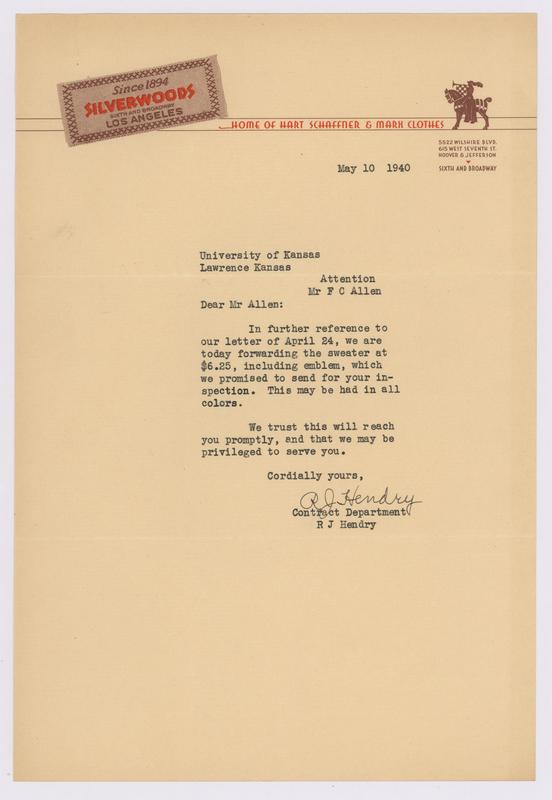 Since 1894
SILVERWOODS
SIXTH AND BROADWAY
LOS ANGELES
HOME OF HART SCHAFFNER & MARX CLOTHES
5522 WILSHIRE BLVD.
615 WEST SEVENTH ST.
HOOVER & JEFFERSON
SIXTH AND BROADWAY
May 10 1940
University of Kansas
Lawrence Kansas
Attention
Mr F C Allen
Dear Mr Allen:
In further reference to
our letter of April 24, we are
today forwarding the sweater at
$6.25, including emblem, which
we promised to send for your in-
spection. This may be had in all
colors.
We trust this will reach
you promptly, and that we may be
privileged to serve you.
Cordially yours,
R J Hendry
Contract Department
R J Hendry